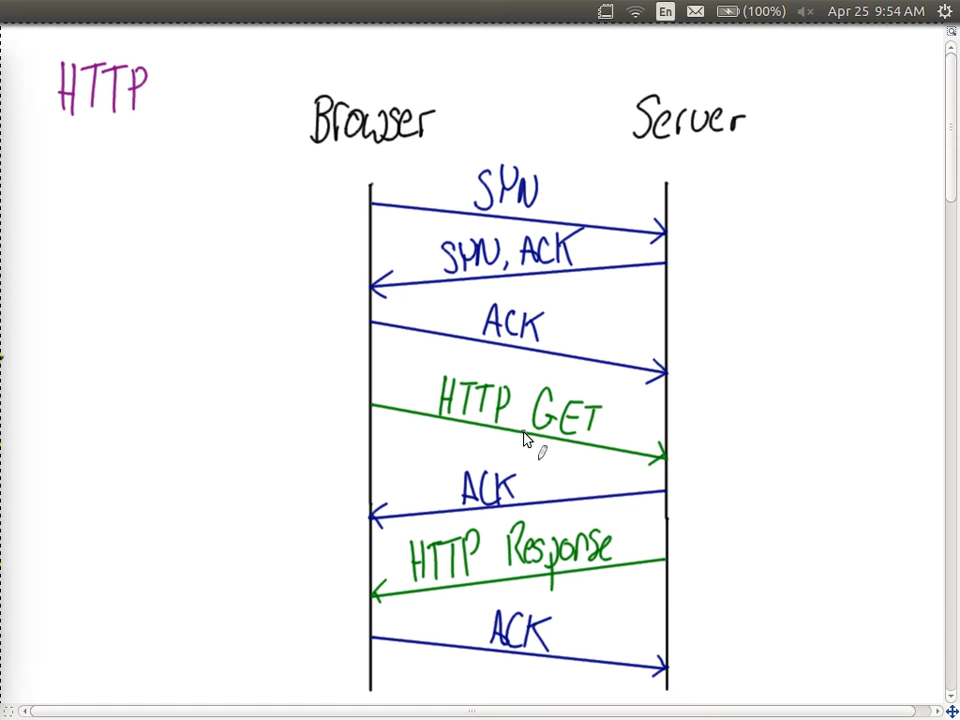 En (100%) Apr 25 9:54 AM
HTTP
Browser Server
SYN
SYN, ACK
ACK
HTTP GET
ACK
HTTP Response
ACK